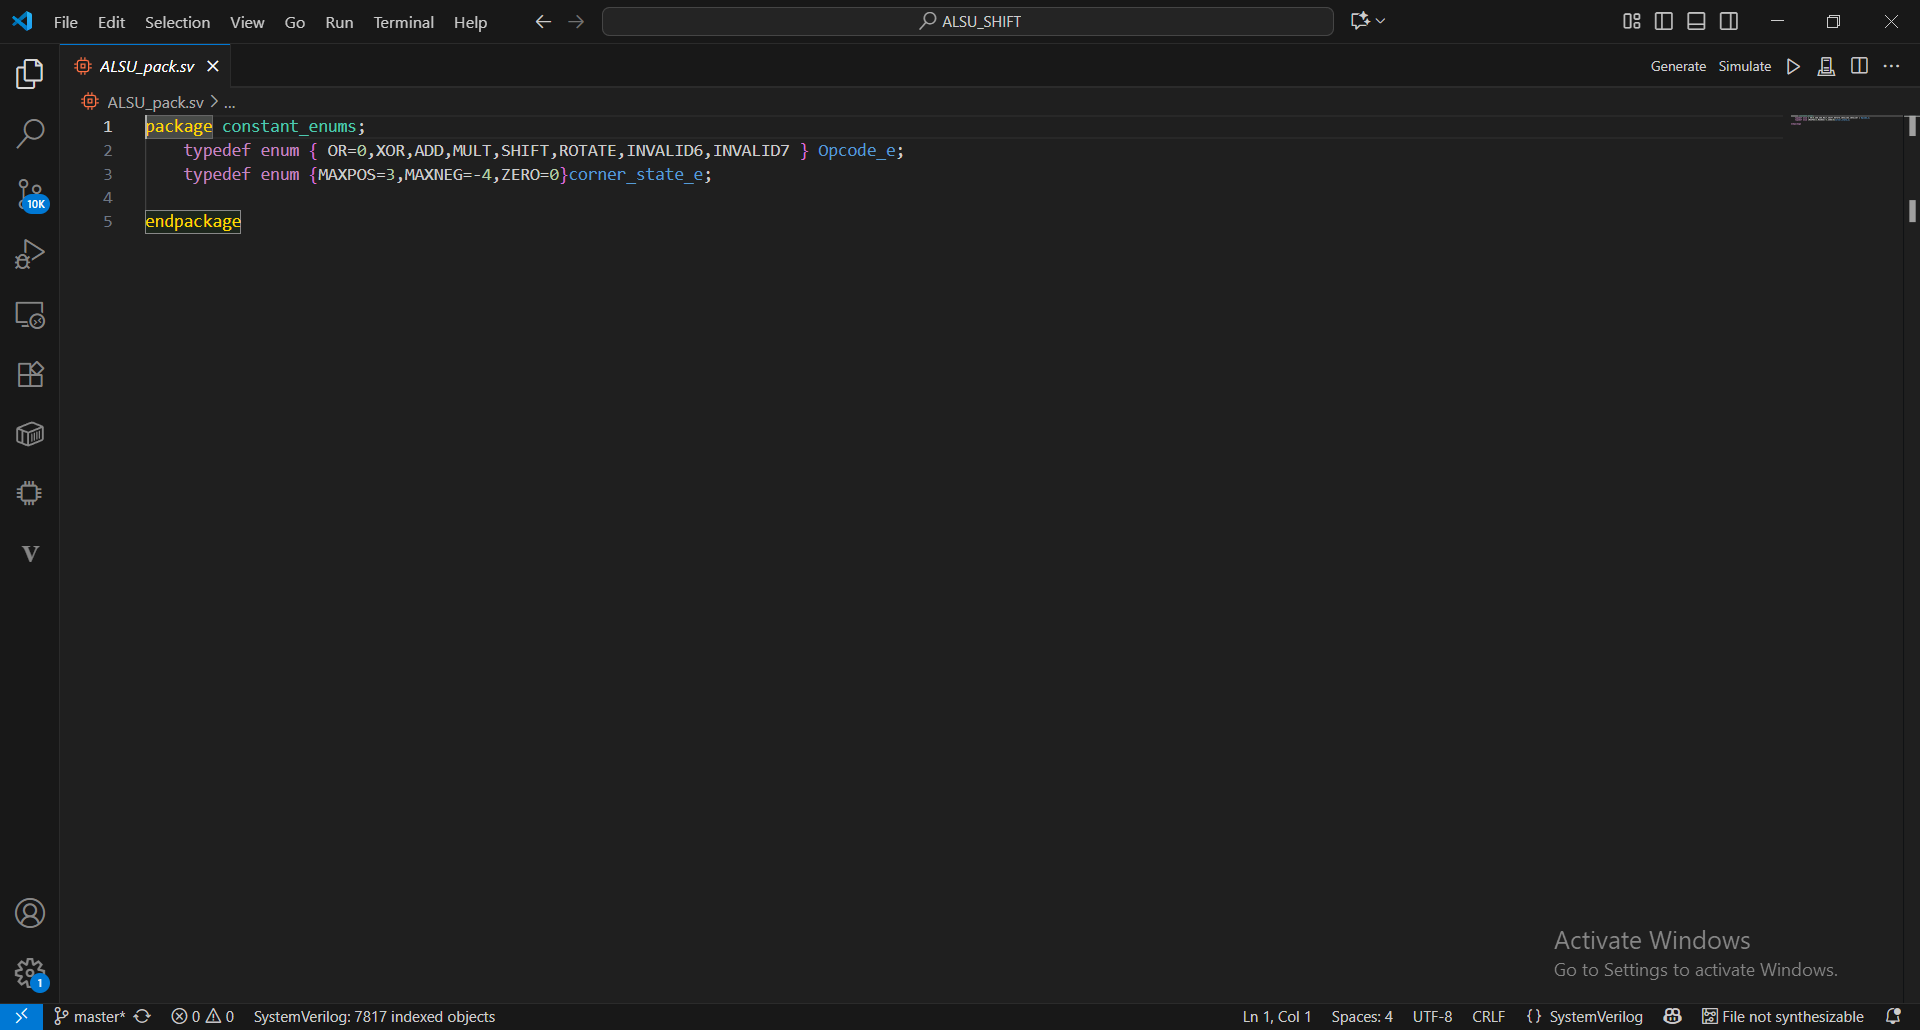 File Edit Selection View Go Run Terminal Help ALSU_SHIFT
ALSU_pack.sv Generate Simulate
ALSU_pack.sv > ...
1 package constant_enums;
2 typedef enum { OR=0,XOR,ADD,MULT,SHIFT,ROTATE,INVALID6,INVALID7 } Opcode_e;
3 typedef enum {MAXPOS=3,MAXNEG=-4,ZERO=0}corner_state_e;
4
5 endpackage
10K
V
1
Activate Windows
Go to Settings to activate Windows.
master* 0 0 SystemVerilog: 7817 indexed objects Ln 1, Col 1 Spaces: 4 UTF-8 CRLF {} SystemVerilog File not synthesizable